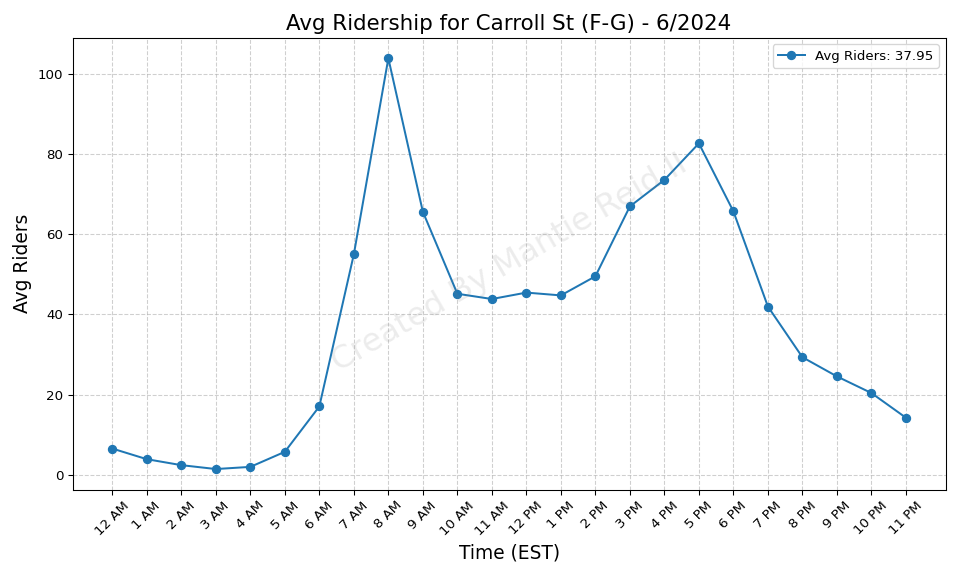 Avg Ridership for Carroll St (F-G) - 6/2024
Avg Riders: 37.95
Avg Riders
100
80
60
40
20
0
Created By Mantie Reid II
12 AM
1 AM
2 AM
3 AM
4 AM
5 AM
6 AM
7 AM
8 AM
9 AM
10 AM
11 AM
12 PM
1 PM
2 PM
3 PM
4 PM
5 PM
6 PM
7 PM
8 PM
9 PM
10 PM
11 PM
Time (EST)